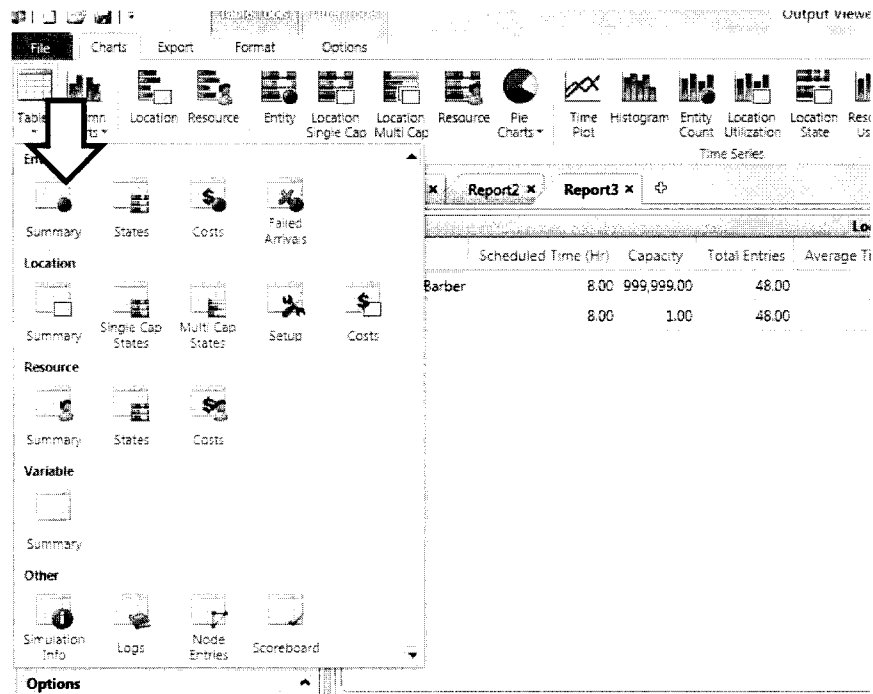 Output Viewe
File Charts Export Format Options
Table
Location Resource Entity Location Single Cap Location Multi Cap Resource Pie Charts Time Plot Histogram Entity Count Location Utilization Location State
Time Series
Report2 × Report3 ×
Summary States Costs Failed Arrivals
Scheduled Time (Hr) Capacity Total Entries Average Ti
Location
Barber 8.00 999,999.00 48.00
8.00 1.00 48.00
Summary Single Cap States Multi Cap States Setup Costs
Resource
Summary States Costs
Variable
Summary
Other
Simulation Info Logs Node Entries Scoreboard
Options